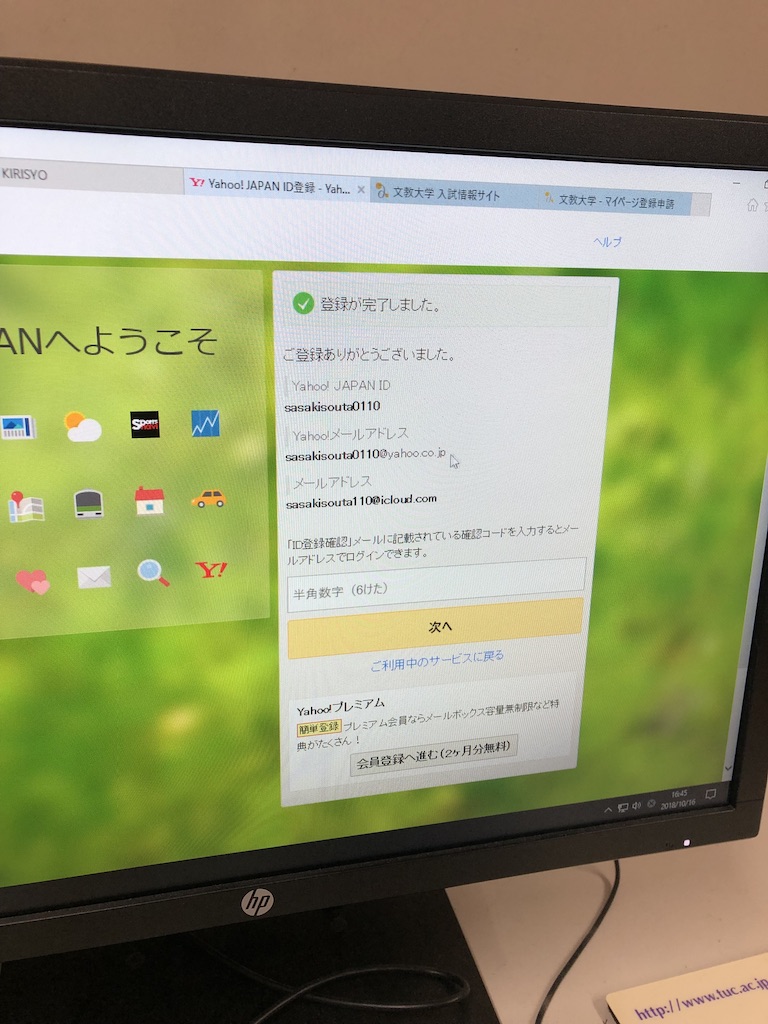 KIRISYO
Y! Yahoo! JAPAN ID登録 - Yah... ×
文教大学 入試情報サイト
文教大学 - マイページ登録申請
ヘルプ
ANへようこそ
登録が完了しました。
ご登録ありがとうございました。
Yahoo! JAPAN ID
sasakisouta0110
Yahoo!メールアドレス
sasakisouta0110@yahoo.co.jp
メールアドレス
sasakisouta110@icloud.com
「ID登録確認」メールに記載されている確認コードを入力するとメー
ルアドレスでログインできます。
半角数字（6けた）
次へ
ご利用中のサービスに戻る
Yahoo!プレミアム
簡単登録 プレミアム会員ならメールボックス容量無制限など特
典がたくさん！
会員登録へ進む（2ヶ月分無料）
Sports
navi
Y!
16:45
2018/10/16
hp
http://www.tuc.ac.jp